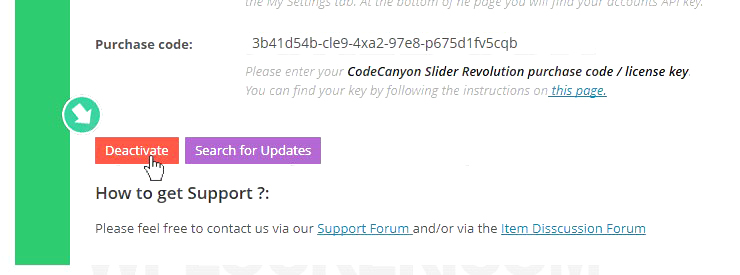 the My Settings tab. At the bottom of he page you will find your accounts API key.
Purchase code: 3b41d54b-cle9-4xa2-97e8-p675d1fv5cqb
Please enter your CodeCanyon Slider Revolution purchase code / license key.
You can find your key by following the instructions on this page.
Deactivate Search for Updates
How to get Support ?:
Please feel free to contact us via our Support Forum and/or via the Item Disscussion Forum